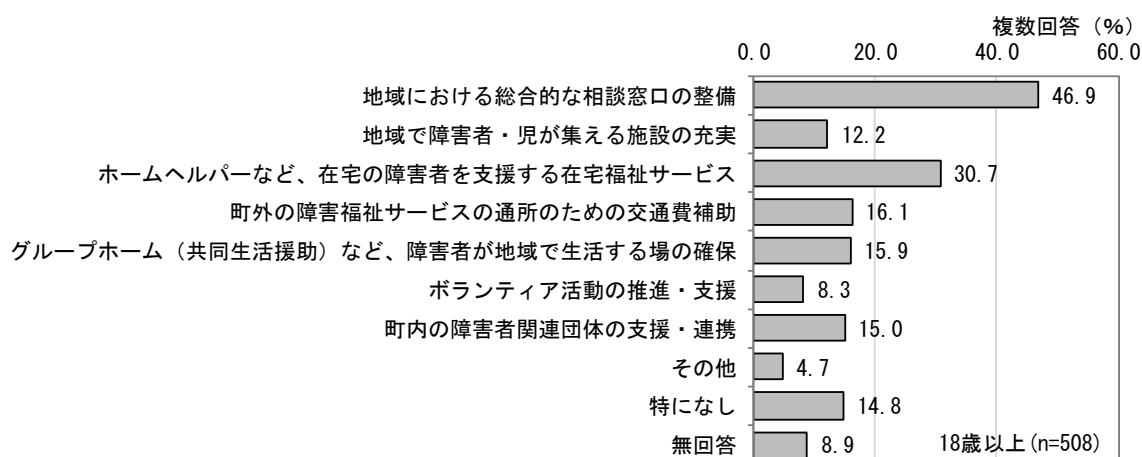 複数回答（%）
0.0 20.0 40.0 60.0
地域における総合的な相談窓口の整備 46.9
地域で障害者・児が集える施設の充実 12.2
ホームヘルパーなど、在宅の障害者を支援する在宅福祉サービス 30.7
町外の障害福祉サービスの通所のための交通費補助 16.1
グループホーム（共同生活援助）など、障害者が地域で生活する場の確保 15.9
ボランティア活動の推進・支援 8.3
町内の障害者関連団体の支援・連携 15.0
その他 4.7
特になし 14.8
無回答 8.9 18歳以上(n=508)